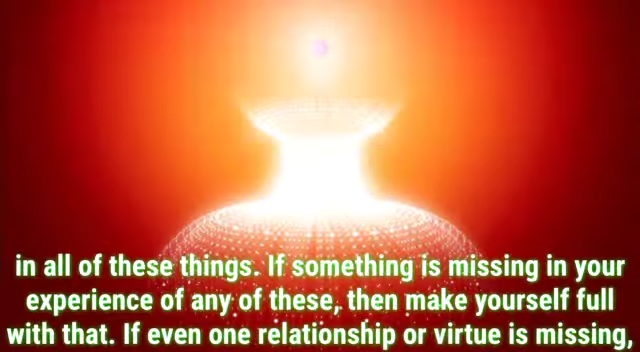 in all of these things. If something is missing in your
experience of any of these, then make yourself full
with that. If even one relationship or virtue is missing,